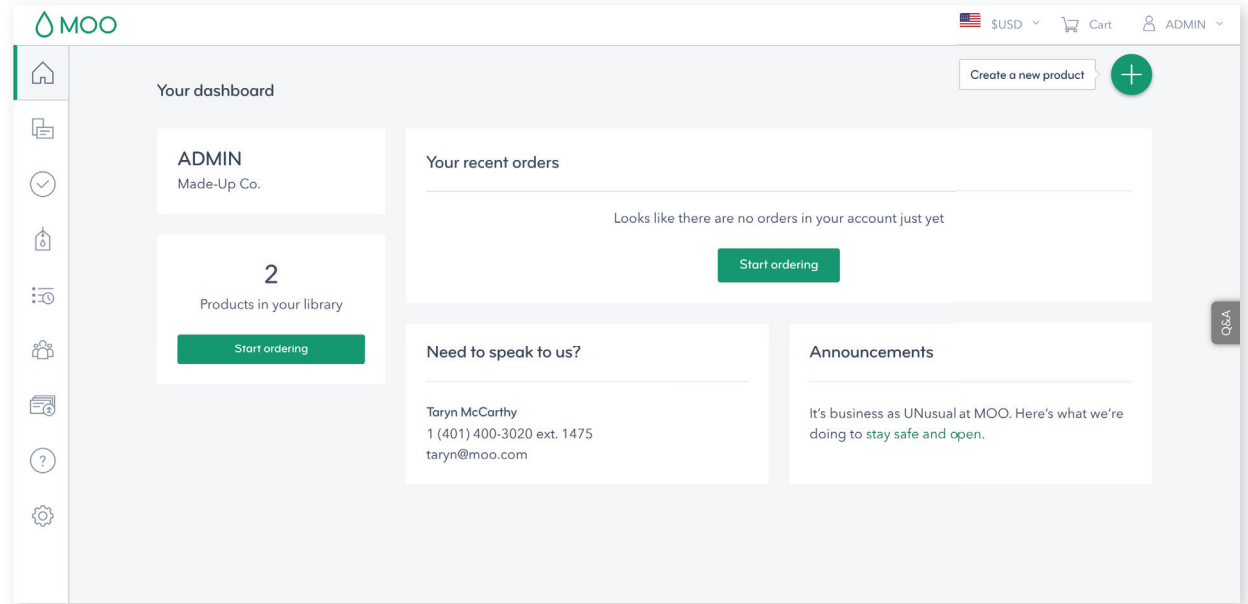 MOO
$USD
Cart
ADMIN
Your dashboard
Create a new product
ADMIN
Made-Up Co.
2
Products in your library
Start ordering
Your recent orders
Looks like there are no orders in your account just yet
Start ordering
Need to speak to us?
Taryn McCarthy
1 (401) 400-3020 ext. 1475
taryn@moo.com
Announcements
It's business as UNusual at MOO. Here's what we're
doing to stay safe and open.
Q&A
?